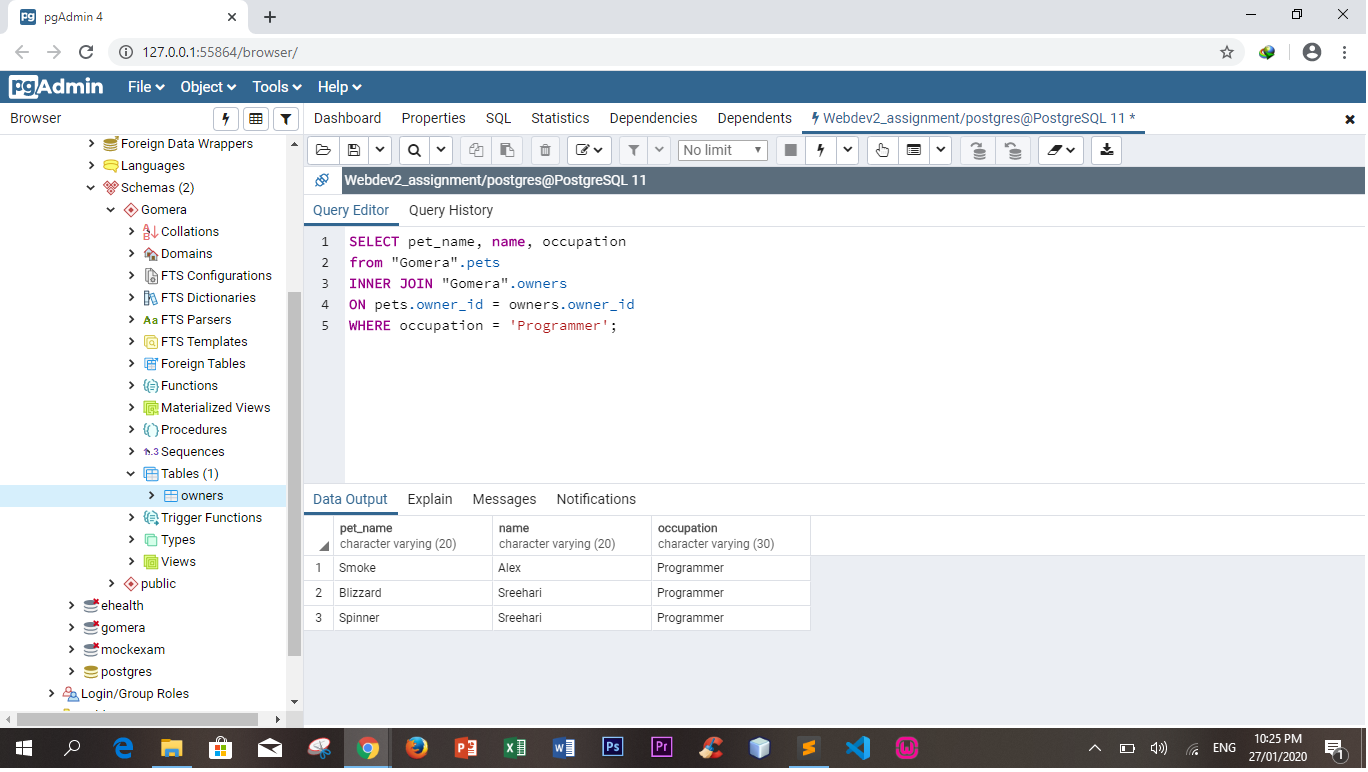 pgAdmin 4
127.0.0.1:55864/browser/
pgAdmin File Object Tools Help
Browser
Dashboard Properties SQL Statistics Dependencies Dependents Webdev2_assignment/postgres@PostgreSQL 11 *
No limit
Webdev2_assignment/postgres@PostgreSQL 11
Foreign Data Wrappers
Languages
Schemas (2)
Gomera
Collations
Domains
FTS Configurations
FTS Dictionaries
FTS Parsers
FTS Templates
Foreign Tables
Functions
Materialized Views
Procedures
Sequences
Tables (1)
owners
Trigger Functions
Types
Views
public
ehealth
gomera
mockexam
postgres
Login/Group Roles
Query Editor Query History
1 SELECT pet_name, name, occupation
2 from "Gomera".pets
3 INNER JOIN "Gomera".owners
4 ON pets.owner_id = owners.owner_id
5 WHERE occupation = 'Programmer';
Data Output Explain Messages Notifications
pet_name name occupation
character varying (20) character varying (20) character varying (30)
1 Smoke Alex Programmer
2 Blizzard Sreehari Programmer
3 Spinner Sreehari Programmer
ENG
10:25 PM
27/01/2020
1